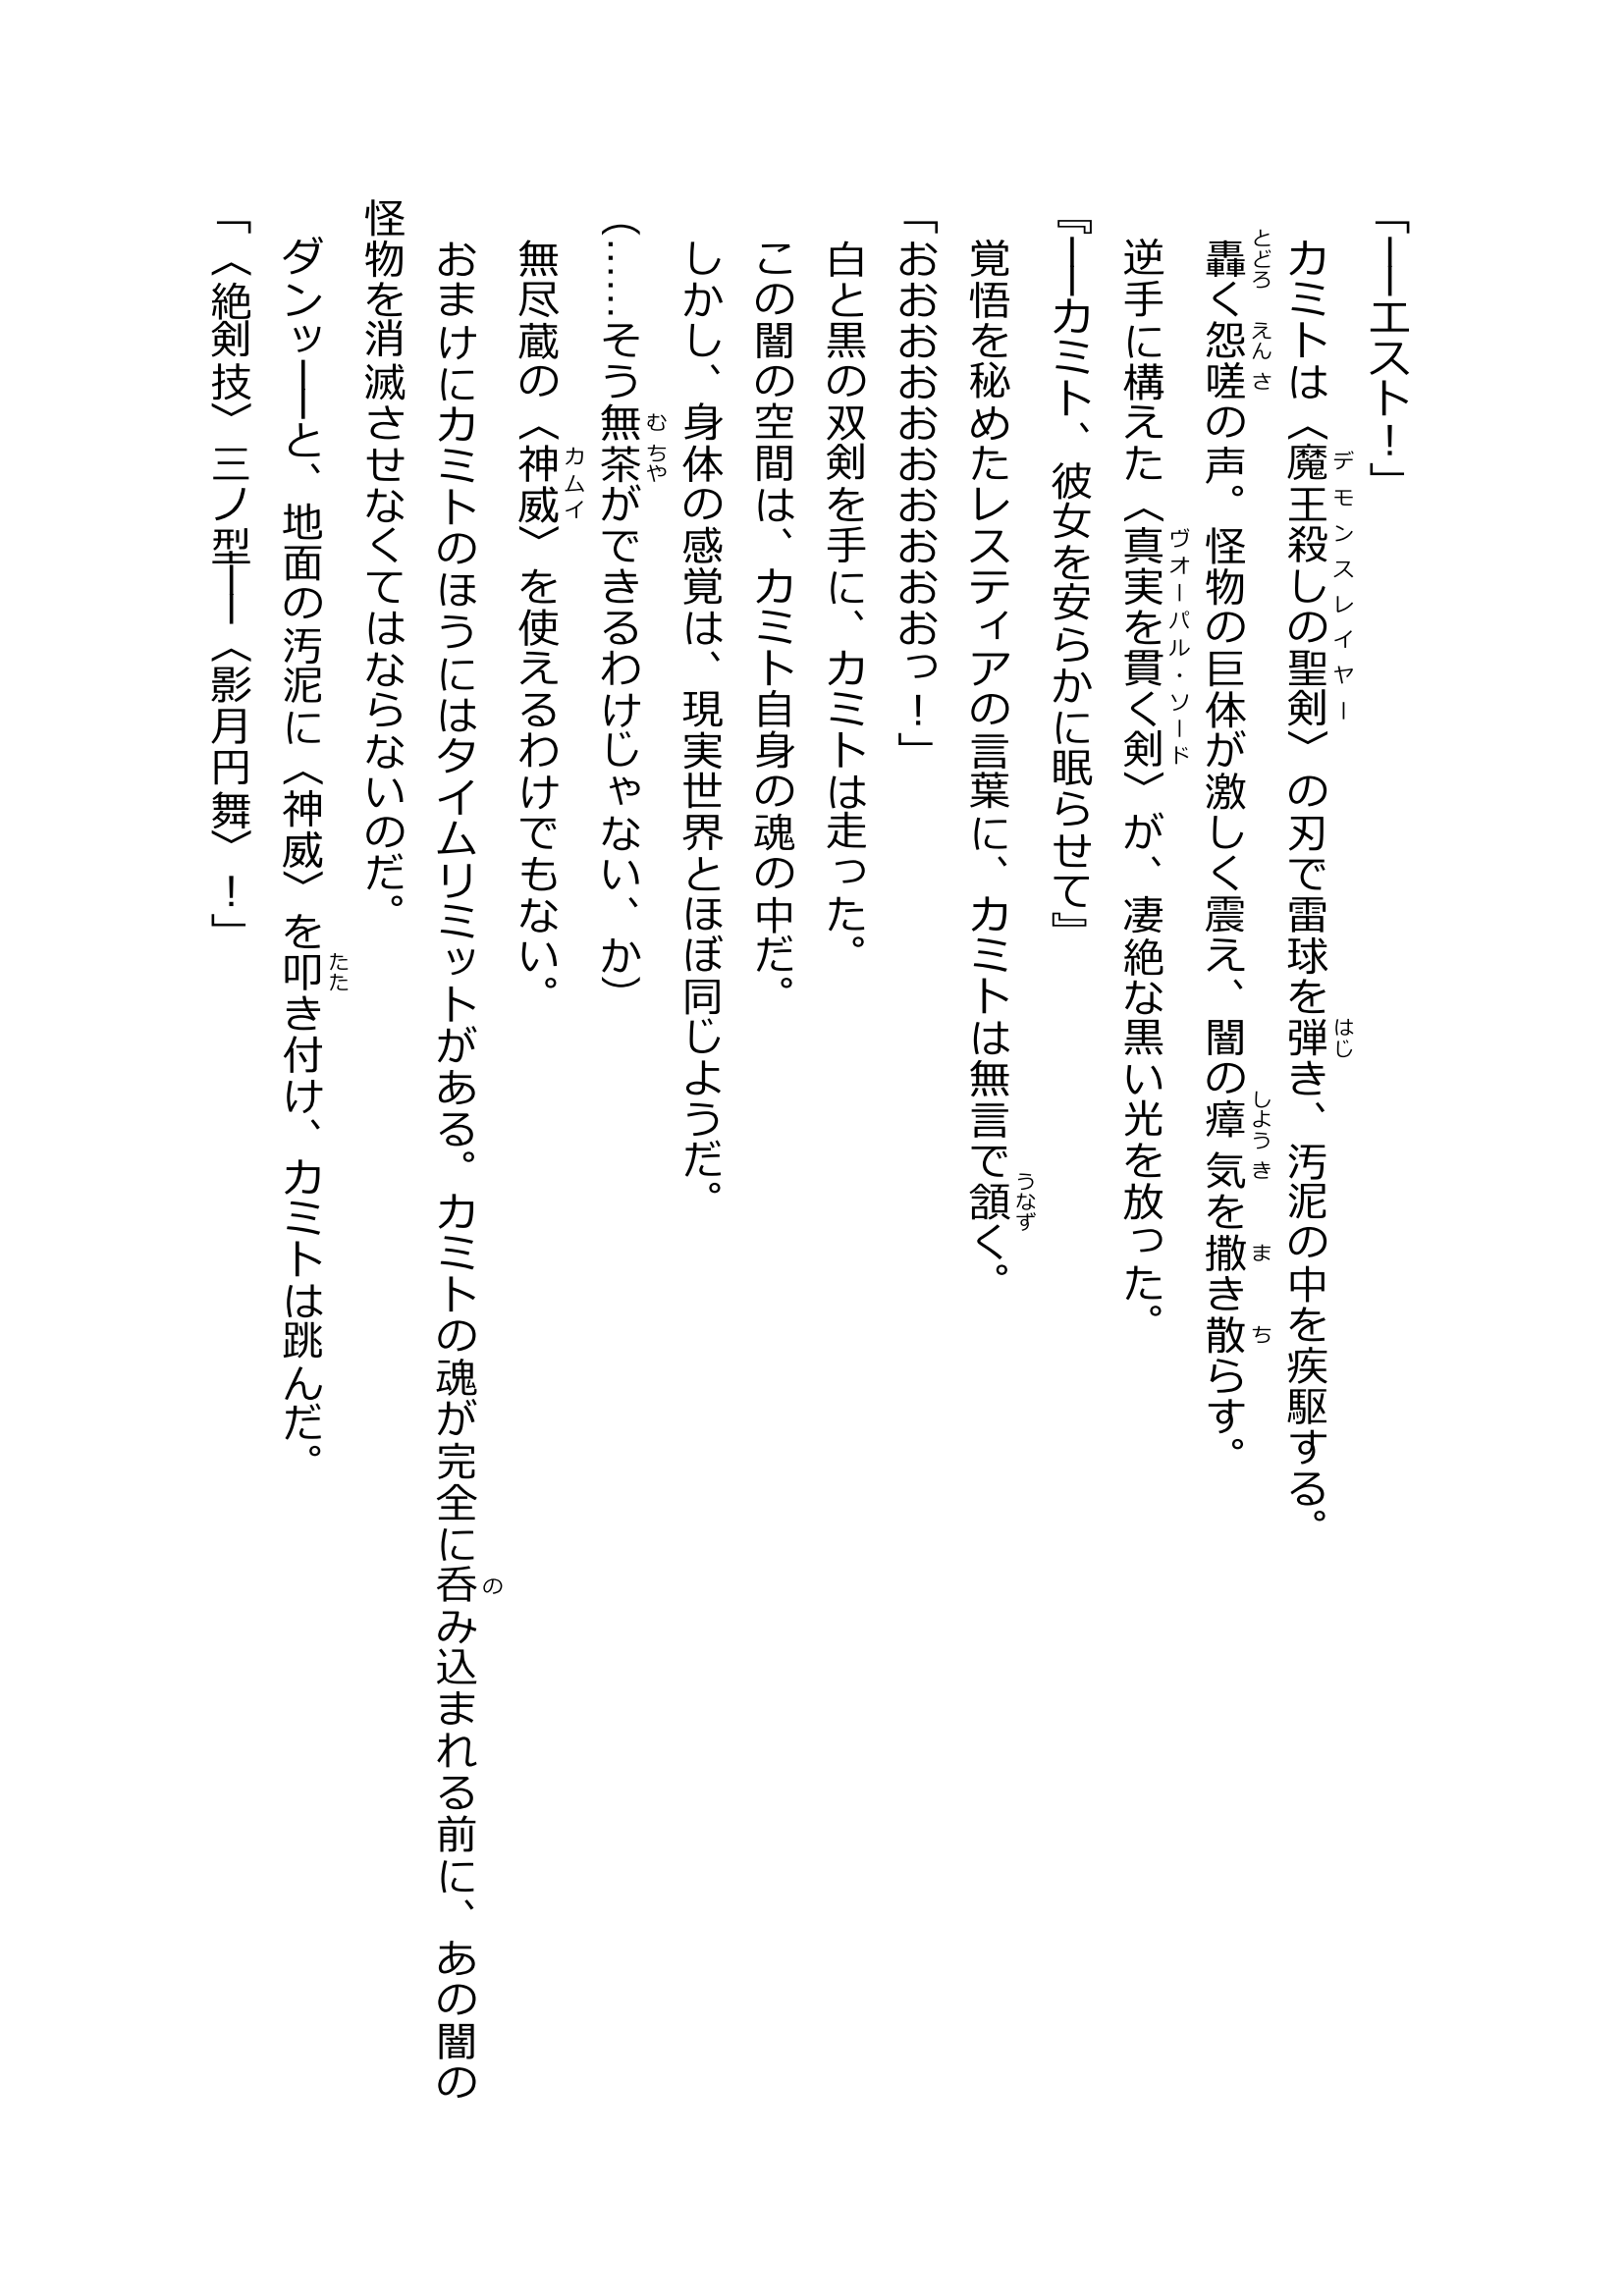 「――エスト！」
　カミトは〈魔王殺しの聖剣〉の刃で雷球を弾き、汚泥の中を疾駆する。
　轟く怨嗟の声。怪物の巨体が激しく震え、闇の瘴気を撒き散らす。
　逆手に構えた〈真実を貫く剣〉が、凄絶な黒い光を放った。
『――カミト、彼女を安らかに眠らせて』
　覚悟を秘めたレスティアの言葉に、カミトは無言で頷く。
「おおおおおおおおおおっ！」
　白と黒の双剣を手に、カミトは走った。
　この闇の空間は、カミト自身の魂の中だ。
　しかし、身体の感覚は、現実世界とほぼ同じようだ。
（……そう無茶ができるわけじゃない、か）
　無尽蔵の〈神威〉を使えるわけでもない。
　おまけにカミトのほうにはタイムリミットがある。カミトの魂が完全に呑み込まれる前に、あの闇の
怪物を消滅させなくてはならないのだ。
　ダンッ――と、地面の汚泥に〈神威〉を叩き付け、カミトは跳んだ。
「〈絶剣技〉三ノ型――〈影月円舞〉！」